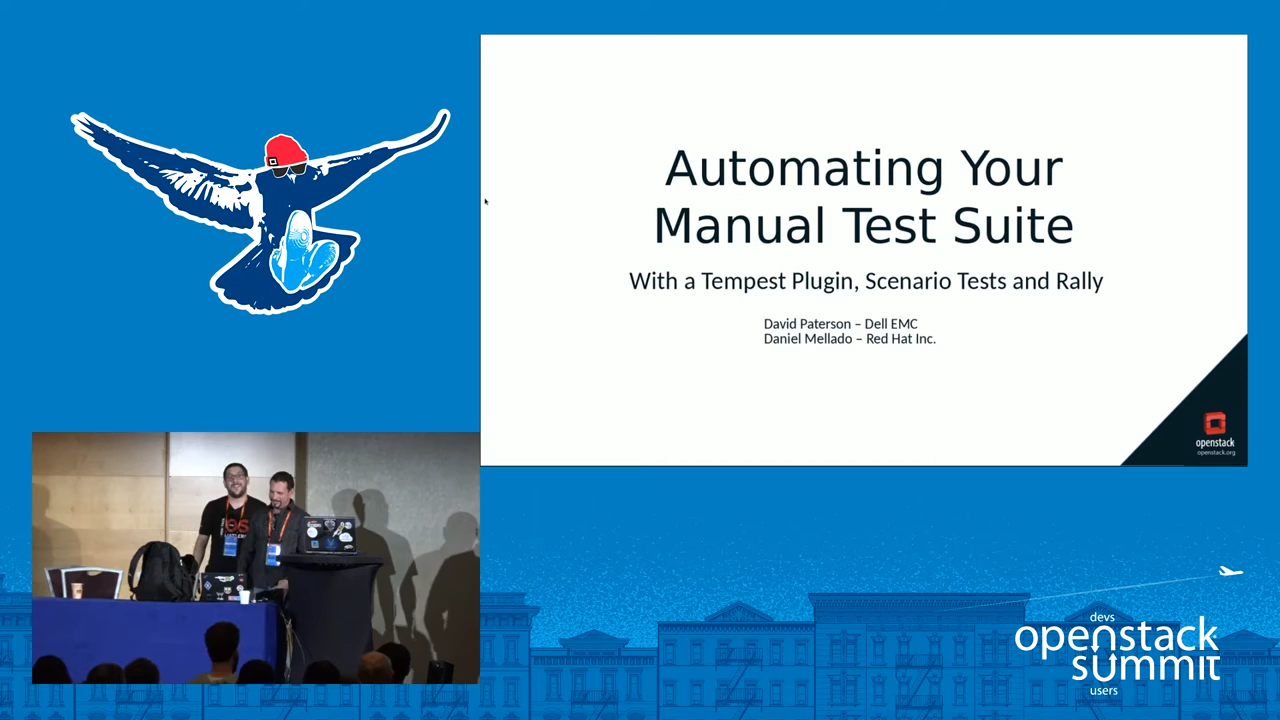 Automating Your
Manual Test Suite
With a Tempest Plugin, Scenario Tests and Rally
David Paterson – Dell EMC
Daniel Mellado – Red Hat Inc.
openstack
openstack.org
OS
devs
openstack
summit
users